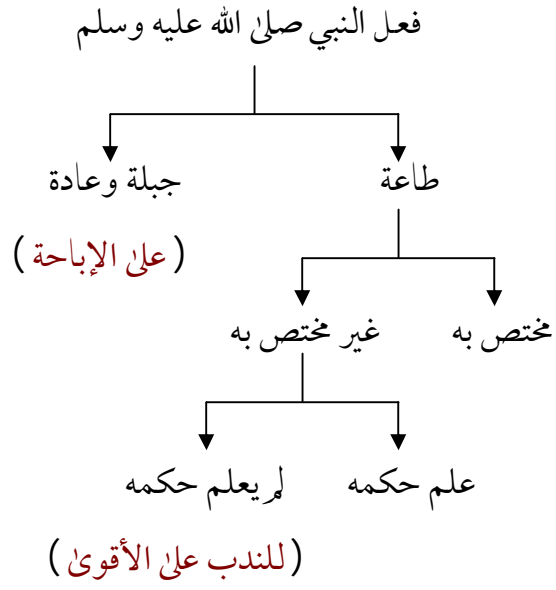 فعل النبي صلىٰ الله عليه وسلم
طاعة
جبلة وعادة
(علىٰ الإباحة)
مختص به
غير مختص به
علم حكمه
لم يعلم حكمه
(للندب علىٰ الأقوىٰ)